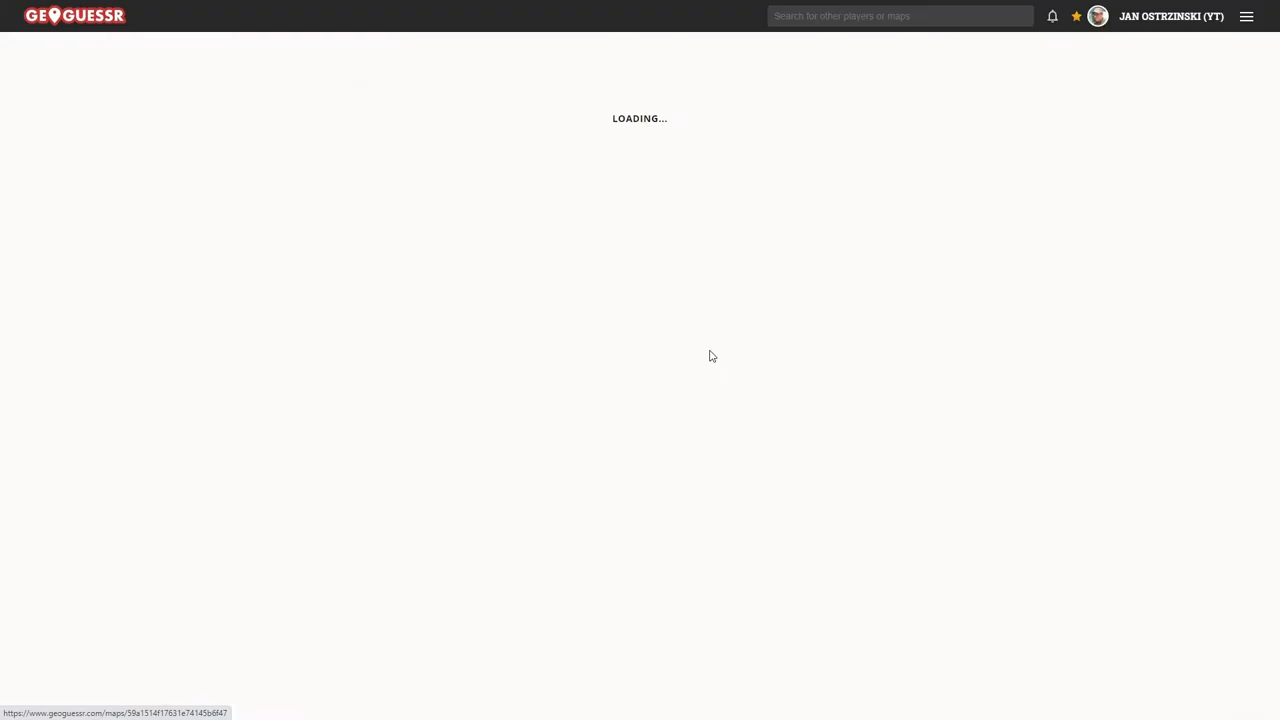 GEOGUESSR
Search for other players or maps
JAN OSTRZINSKI (YT)
LOADING...
https://www.geoguessr.com/maps/59a1514f17631e74145b6f47